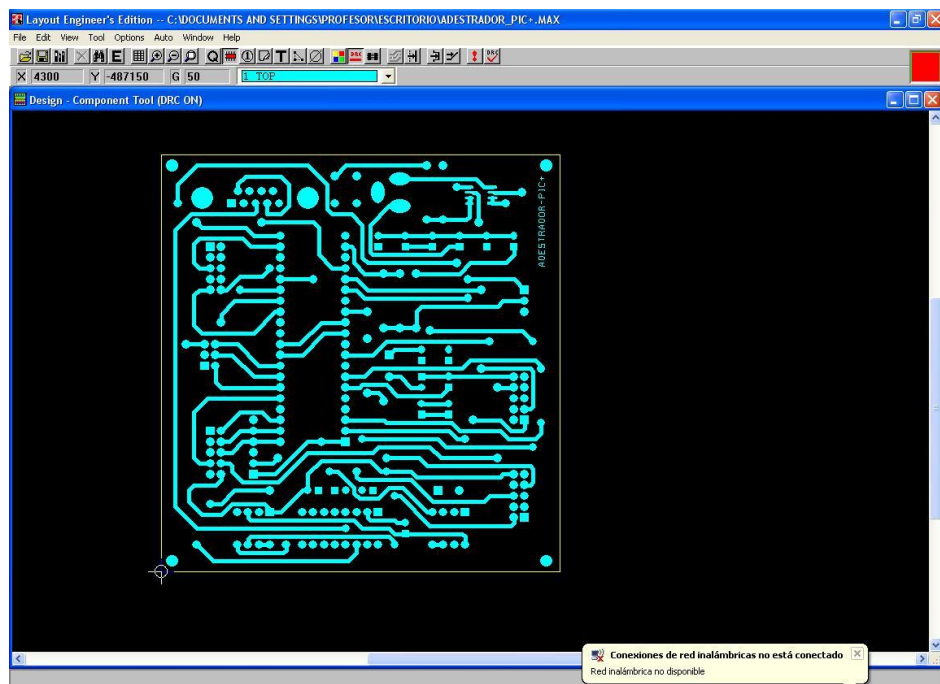 Layout Engineer's Edition -- C:\DOCUMENTS AND SETTINGS\PROFESOR\ESCRITORIO\ADESTRADOR_PIC+.MAX
File Edit View Tool Options Auto Window Help
X 4300 Y -487150 G 50 1 TOP
Design - Component Tool (DRC ON)
ADESTRADOR-PIC+
Conexiones de red inalámbricas no está conectado
Red inalámbrica no disponible